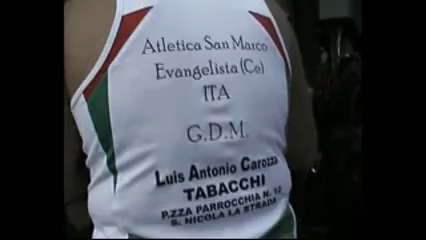 Atletica San Marco
Evangelista (Ce)
ITA
G.D.M.
Luis Antonio Carozza
TABACCHI
P.ZZA PARROCCHIA N. 12
S. NICOLA LA STRADA